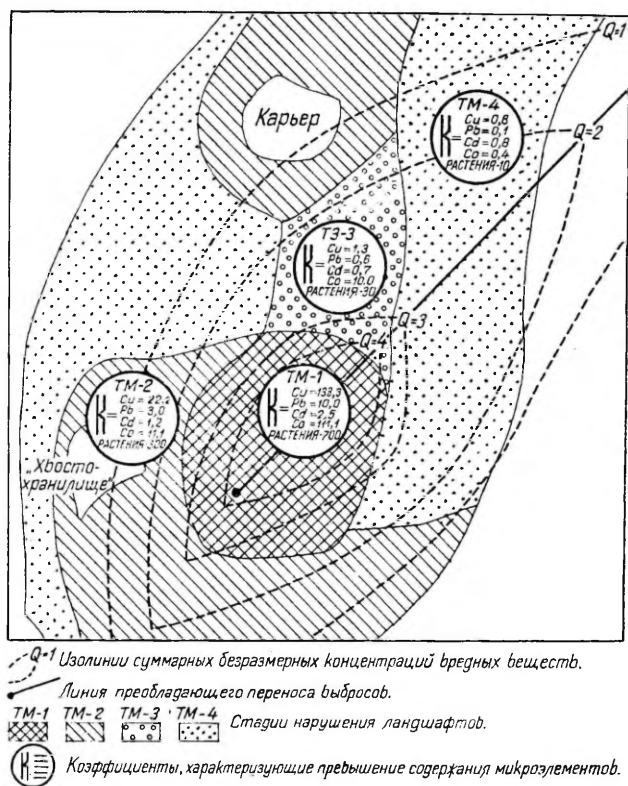 Q=1
ТМ-4
Cu=0,8
Pb=0,1
Cd=0,8
Co=0,4
РАСТЕНИЯ-10
К=
Карьер
Q=2
ТЭ-3
Cu=1,3
Pb=0,6
Cd=0,7
Co=10,0
РАСТЕНИЯ-30
К=
Q=3
Q=4
ТМ-2
Cu=22,2
Pb=3,0
Cd=1,2
Co=11,1
РАСТЕНИЯ-300
К=
ТМ-1
Cu=133,3
Pb=10,0
Cd=2,5
Co=111,1
РАСТЕНИЯ-700
К=
„Хвосто-
хранилище"
Q=1 Изолинии суммарных безразмерных концентраций вредных веществ.
Линия преобладающего переноса выбросов.
ТМ-1 ТМ-2 ТМ-3 ТМ-4 Стадии нарушения ландшафтов.
К Коэффициенты, характеризующие превышение содержания микроэлементов.